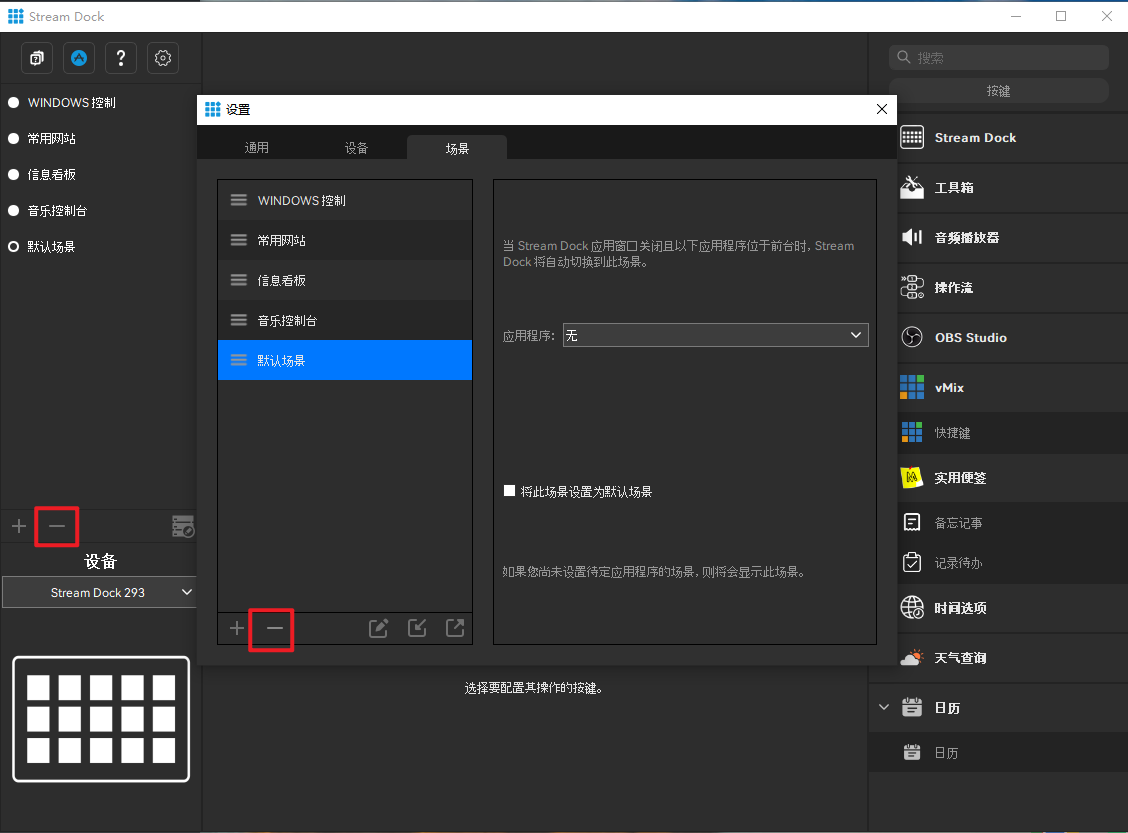 Stream Dock
WINDOWS 控制
常用网站
信息看板
音乐控制台
默认场景
设备
Stream Dock 293
设置
通用
设备
场景
WINDOWS 控制
常用网站
信息看板
音乐控制台
默认场景
当 Stream Dock 应用窗口关闭且以下应用程序位于前台时, Stream
Dock 将自动切换到此场景。
应用程序:
无
将此场景设置为默认场景
如果您尚未设置待定应用程序的场景, 则将会显示此场景。
选择要配置其操作的按键。
搜索
按键
Stream Dock
工具箱
音频播放器
操作流
OBS Studio
vMix
快捷键
实用便签
备忘记事
记录待办
时间选项
天气查询
日历
日历